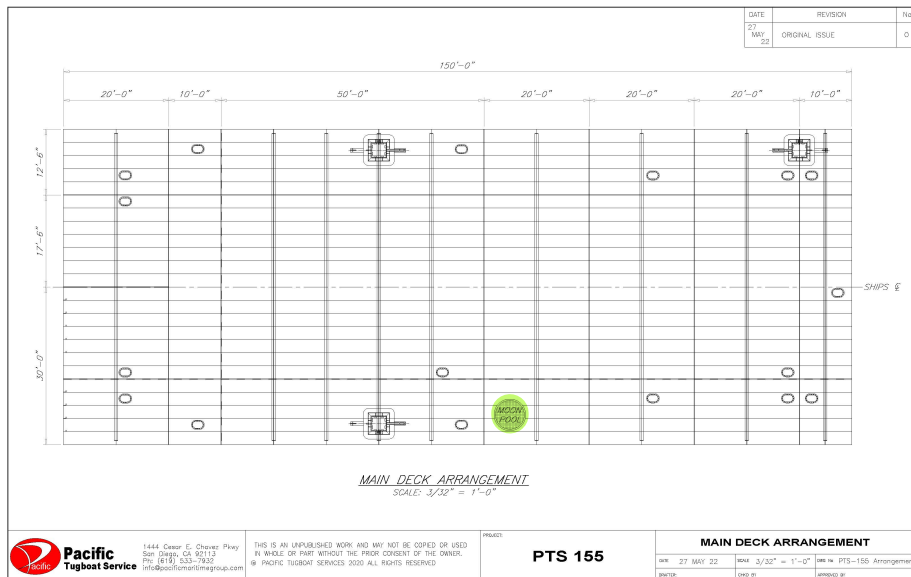 DATE REVISION No
27 MAY 22 ORIGINAL ISSUE 0
150'-0"
20'-0" 10'-0" 50'-0" 20'-0" 20'-0" 20'-0" 10'-0"
12'-6"
17'-6"
SHIPS ℄
30'-0"
MOON
POOL
MAIN DECK ARRANGEMENT
SCALE: 3/32" = 1'-0"
Pacific
Pacific
Tugboat Service
1444 Cesar E. Chavez Pkwy
San Diego, CA 92113
Ph: (619) 533-7932
info@pacificmaritimegroup.com
THIS IS AN UNPUBLISHED WORK AND MAY NOT BE COPIED OR USED
IN WHOLE OR PART WITHOUT THE PRIOR CONSENT OF THE OWNER.
© PACIFIC TUGBOAT SERVICES 2020 ALL RIGHTS RESERVED
PROJECT:
PTS 155
MAIN DECK ARRANGEMENT
DATE 27 MAY 22 SCALE 3/32" = 1'-0" DWG No PTS-155 Arrangemen
DRAFTER: CHKD BY: APPROVED BY: